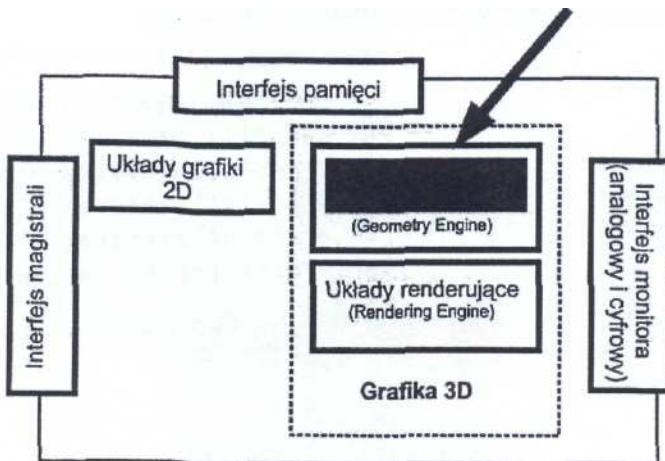 Interfejs pamięci
Układy grafiki
2D
(Geometry Engine)
Układy renderujące
(Rendering Engine)
Grafika 3D
Interfejs magistrali
Interfejs monitora
(analogowy i cyfrowy)